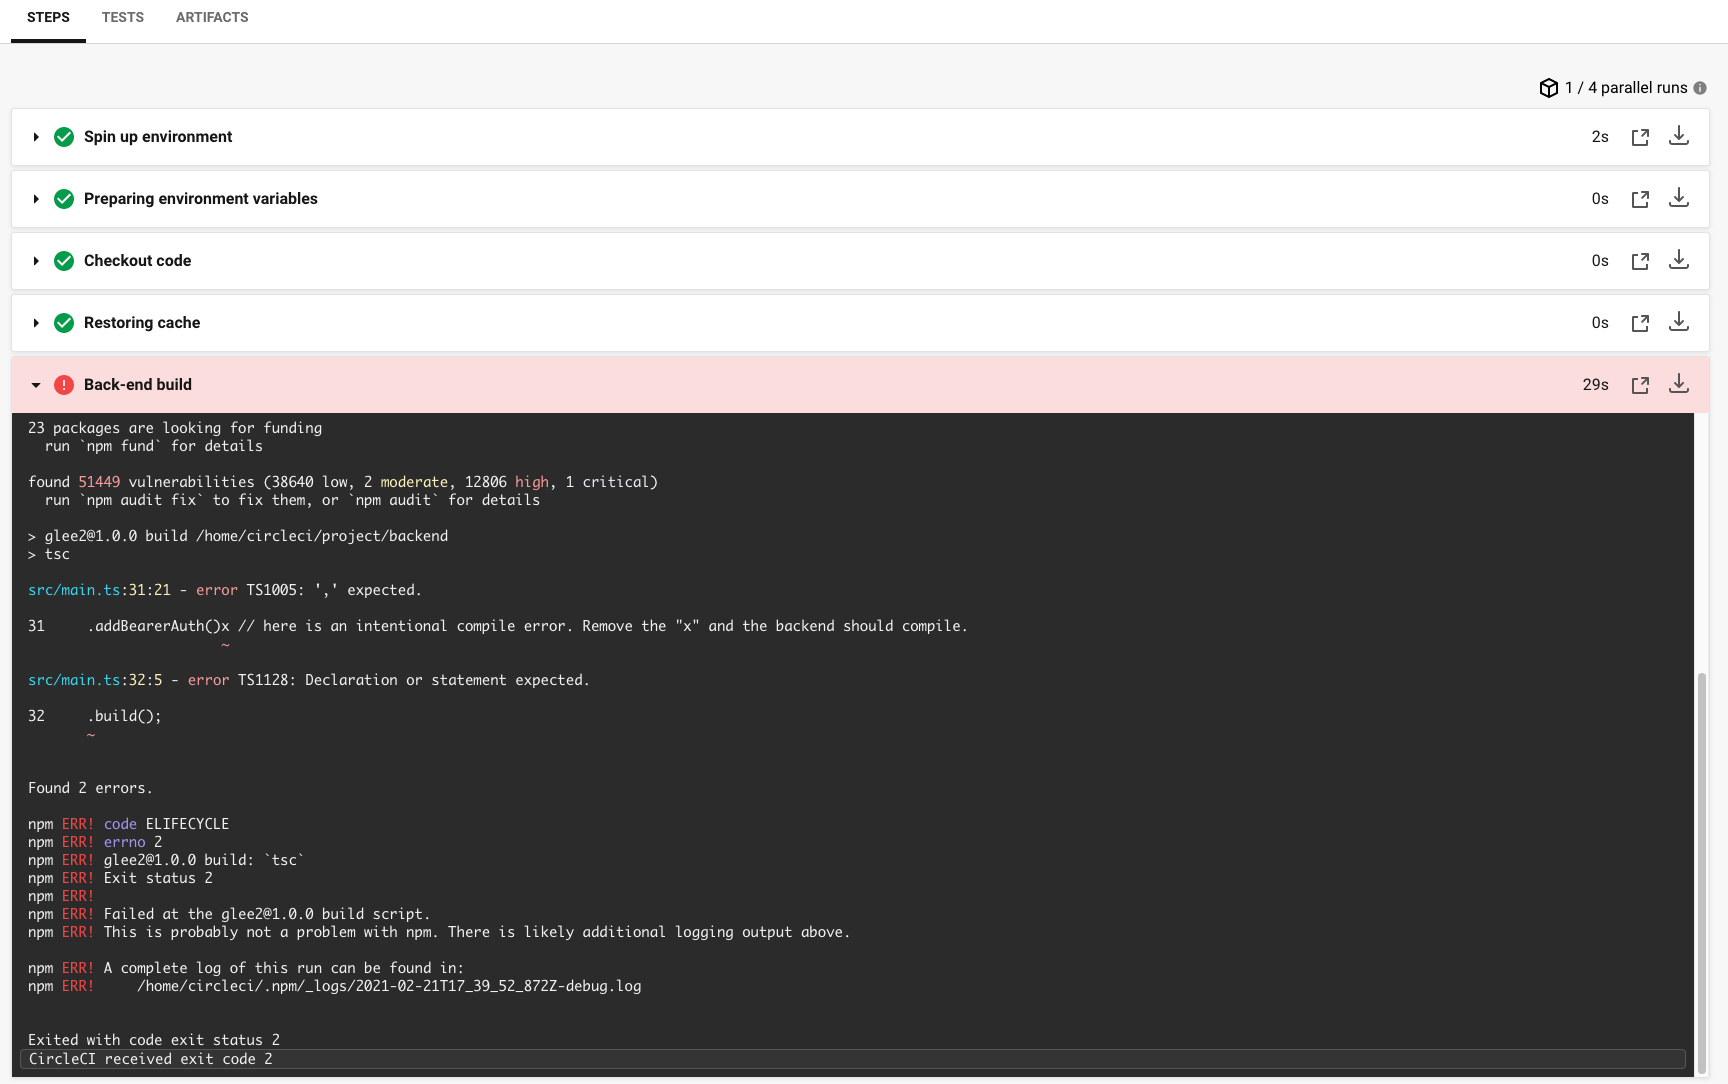 STEPS TESTS ARTIFACTS
1 / 4 parallel runs
Spin up environment 2s
Preparing environment variables 0s
Checkout code 0s
Restoring cache 0s
Back-end build 29s
23 packages are looking for funding
  run `npm fund` for details
found 51449 vulnerabilities (38640 low, 2 moderate, 12806 high, 1 critical)
  run `npm audit fix` to fix them, or `npm audit` for details
> glee2@1.0.0 build /home/circleci/project/backend
> tsc
src/main.ts:31:21 - error TS1005: ',' expected.
31     .addBearerAuth()x // here is an intentional compile error. Remove the "x" and the backend should compile.
~
src/main.ts:32:5 - error TS1128: Declaration or statement expected.
32     .build();
~
Found 2 errors.
npm ERR! code ELIFECYCLE
npm ERR! errno 2
npm ERR! glee2@1.0.0 build: `tsc`
npm ERR! Exit status 2
npm ERR!
npm ERR! Failed at the glee2@1.0.0 build script.
npm ERR! This is probably not a problem with npm. There is likely additional logging output above.
npm ERR! A complete log of this run can be found in:
npm ERR!     /home/circleci/.npm/_logs/2021-02-21T17_39_52_872Z-debug.log
Exited with code exit status 2
CircleCI received exit code 2